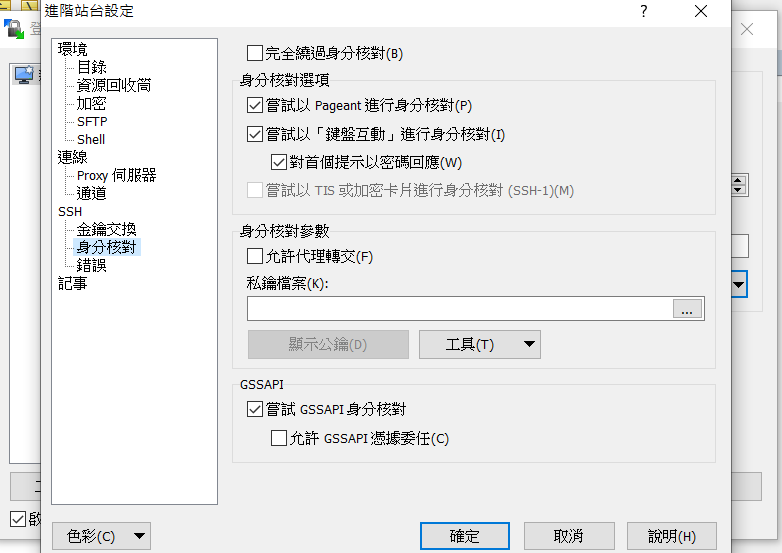 進階站台設定
?
環境
目錄
資源回收筒
加密
SFTP
Shell
連線
Proxy 伺服器
通道
SSH
金鑰交換
身分核對
錯誤
記事
完全繞過身分核對(B)
身分核對選項
嘗試以 Pageant 進行身分核對(P)
嘗試以「鍵盤互動」進行身分核對(I)
對首個提示以密碼回應(W)
嘗試以 TIS 或加密卡片進行身分核對 (SSH-1)(M)
身分核對參數
允許代理轉交(F)
私鑰檔案(K):
...
顯示公鑰(D)
工具(T)
GSSAPI
嘗試 GSSAPI 身分核對
允許 GSSAPI 憑據委任(C)
色彩(C)
確定
取消
說明(H)